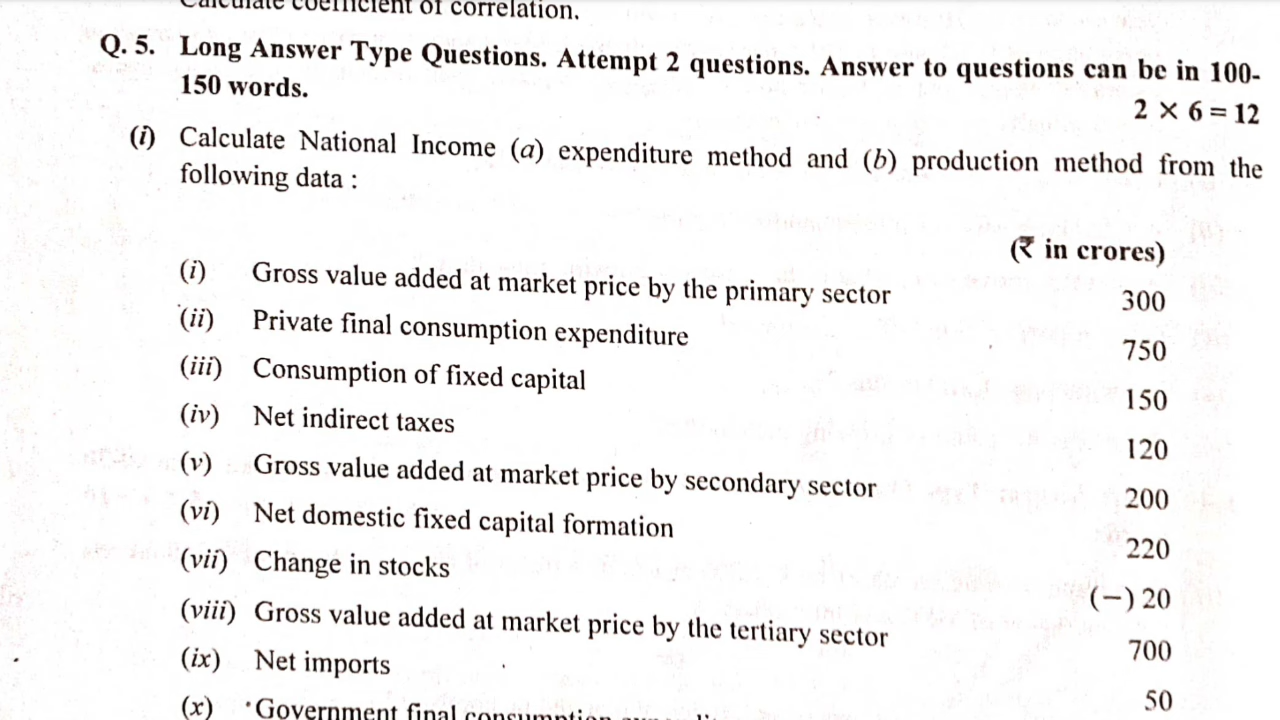 Calculate coefficient of correlation.
Q. 5. Long Answer Type Questions. Attempt 2 questions. Answer to questions can be in 100-
150 words. 2 × 6 = 12
(i) Calculate National Income (a) expenditure method and (b) production method from the
following data :
(₹ in crores)
(i) Gross value added at market price by the primary sector 300
(ii) Private final consumption expenditure 750
(iii) Consumption of fixed capital 150
(iv) Net indirect taxes 120
(v) Gross value added at market price by secondary sector 200
(vi) Net domestic fixed capital formation 220
(vii) Change in stocks (−) 20
(viii) Gross value added at market price by the tertiary sector 700
(ix) Net imports 50
(x) Government final consumption